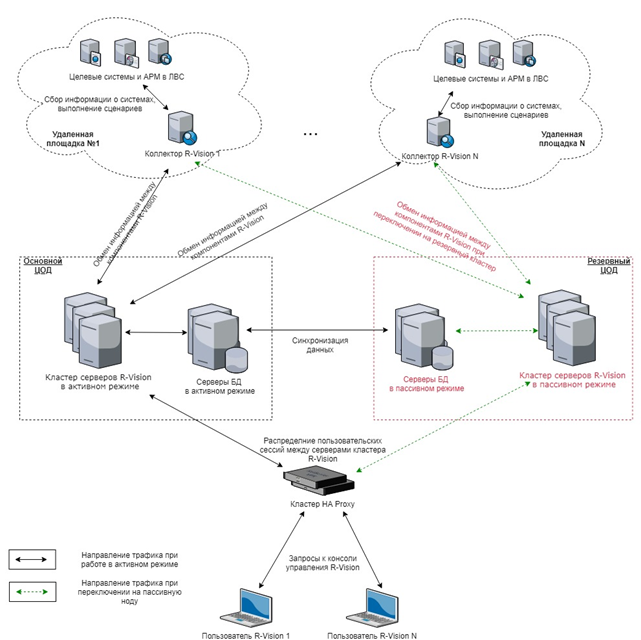 Целевые системы и АРМ в ЛВС
Сбор информации о системах,
выполнение сценариев
Удаленная
площадка №1
Коллектор R-Vision 1
...
Целевые системы и АРМ в ЛВС
Сбор информации о системах,
выполнение сценариев
Удаленная
площадка N
Коллектор R-Vision N
Обмен информацией между
компонентами R-Vision
Обмен информацией между
компонентами R-Vision
Обмен информацией между
компонентами R-Vision при
переключении на резервный кластер
Основной
ЦОД
Резервный
ЦОД
Кластер серверов R-Vision
в активном режиме
Серверы БД
в активном режиме
Синхронизация
данных
Серверы БД
в пассивном режиме
Кластер серверов R-Vision
в пассивном режиме
Распределние пользовательских
сессий между серверами кластера
R-Vision
Кластер HA Proxy
Направление трафика при
работе в активном режиме
Запросы к консоли
управления R-Vision
Направление трафика при
переключении на пассивную
ноду
Пользователь R-Vision 1
Пользователь R-Vision N